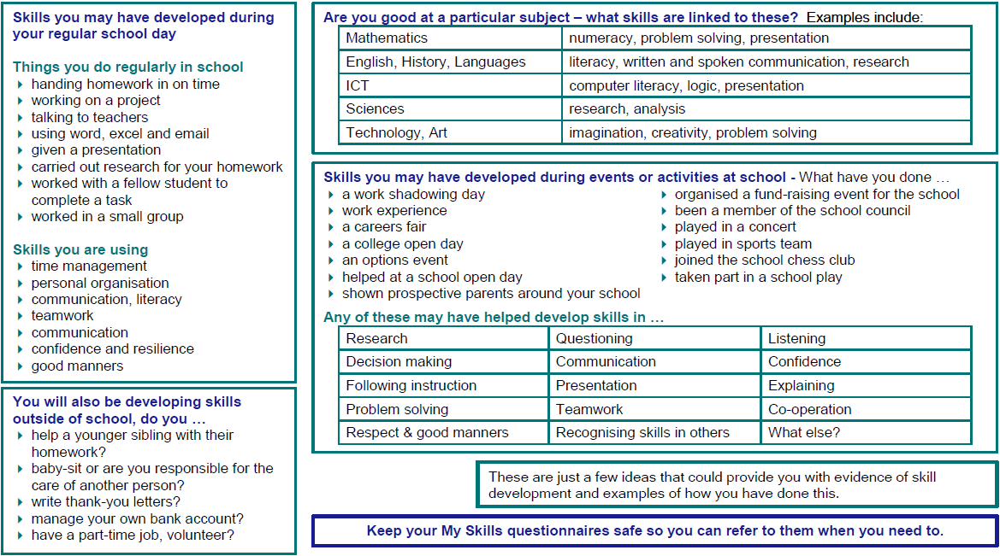 Skills you may have developed during
your regular school day
Things you do regularly in school
handing homework in on time
working on a project
talking to teachers
using word, excel and email
given a presentation
carried out research for your homework
worked with a fellow student to
complete a task
worked in a small group
Skills you are using
time management
personal organisation
communication, literacy
teamwork
communication
confidence and resilience
good manners
You will also be developing skills
outside of school, do you …
help a younger sibling with their
homework?
baby-sit or are you responsible for the
care of another person?
write thank-you letters?
manage your own bank account?
have a part-time job, volunteer?
Are you good at a particular subject – what skills are linked to these? Examples include:
Mathematics numeracy, problem solving, presentation
English, History, Languages literacy, written and spoken communication, research
ICT computer literacy, logic, presentation
Sciences research, analysis
Technology, Art imagination, creativity, problem solving
Skills you may have developed during events or activities at school - What have you done …
a work shadowing day
work experience
a careers fair
a college open day
an options event
helped at a school open day
shown prospective parents around your school
organised a fund-raising event for the school
been a member of the school council
played in a concert
played in sports team
joined the school chess club
taken part in a school play
Any of these may have helped develop skills in …
Research Questioning Listening
Decision making Communication Confidence
Following instruction Presentation Explaining
Problem solving Teamwork Co-operation
Respect & good manners Recognising skills in others What else?
These are just a few ideas that could provide you with evidence of skill
development and examples of how you have done this.
Keep your My Skills questionnaires safe so you can refer to them when you need to.